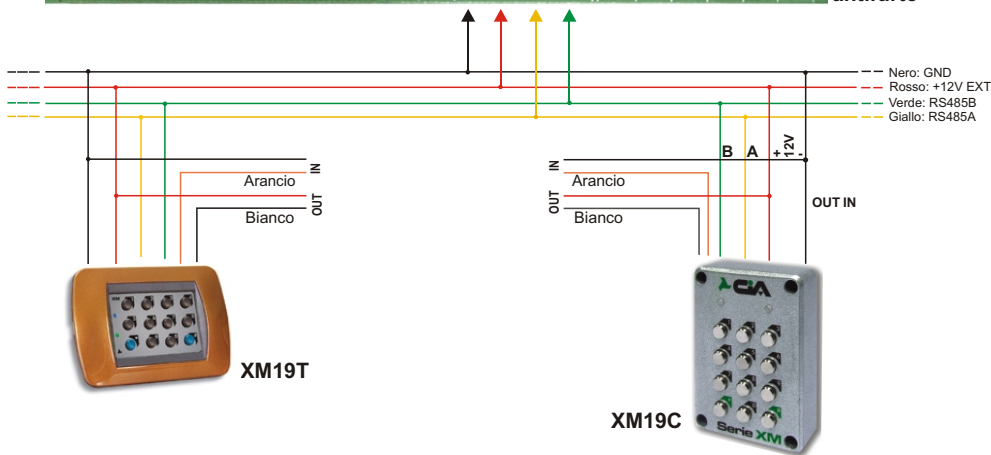 Nero: GND
Rosso: +12V EXT
Verde: RS485B
Giallo: RS485A
B A + 12V -
IN
Arancio
OUT
Bianco
IN
Arancio
OUT
Bianco
OUT IN
XM19T
CIA
XM19C
Serie XM